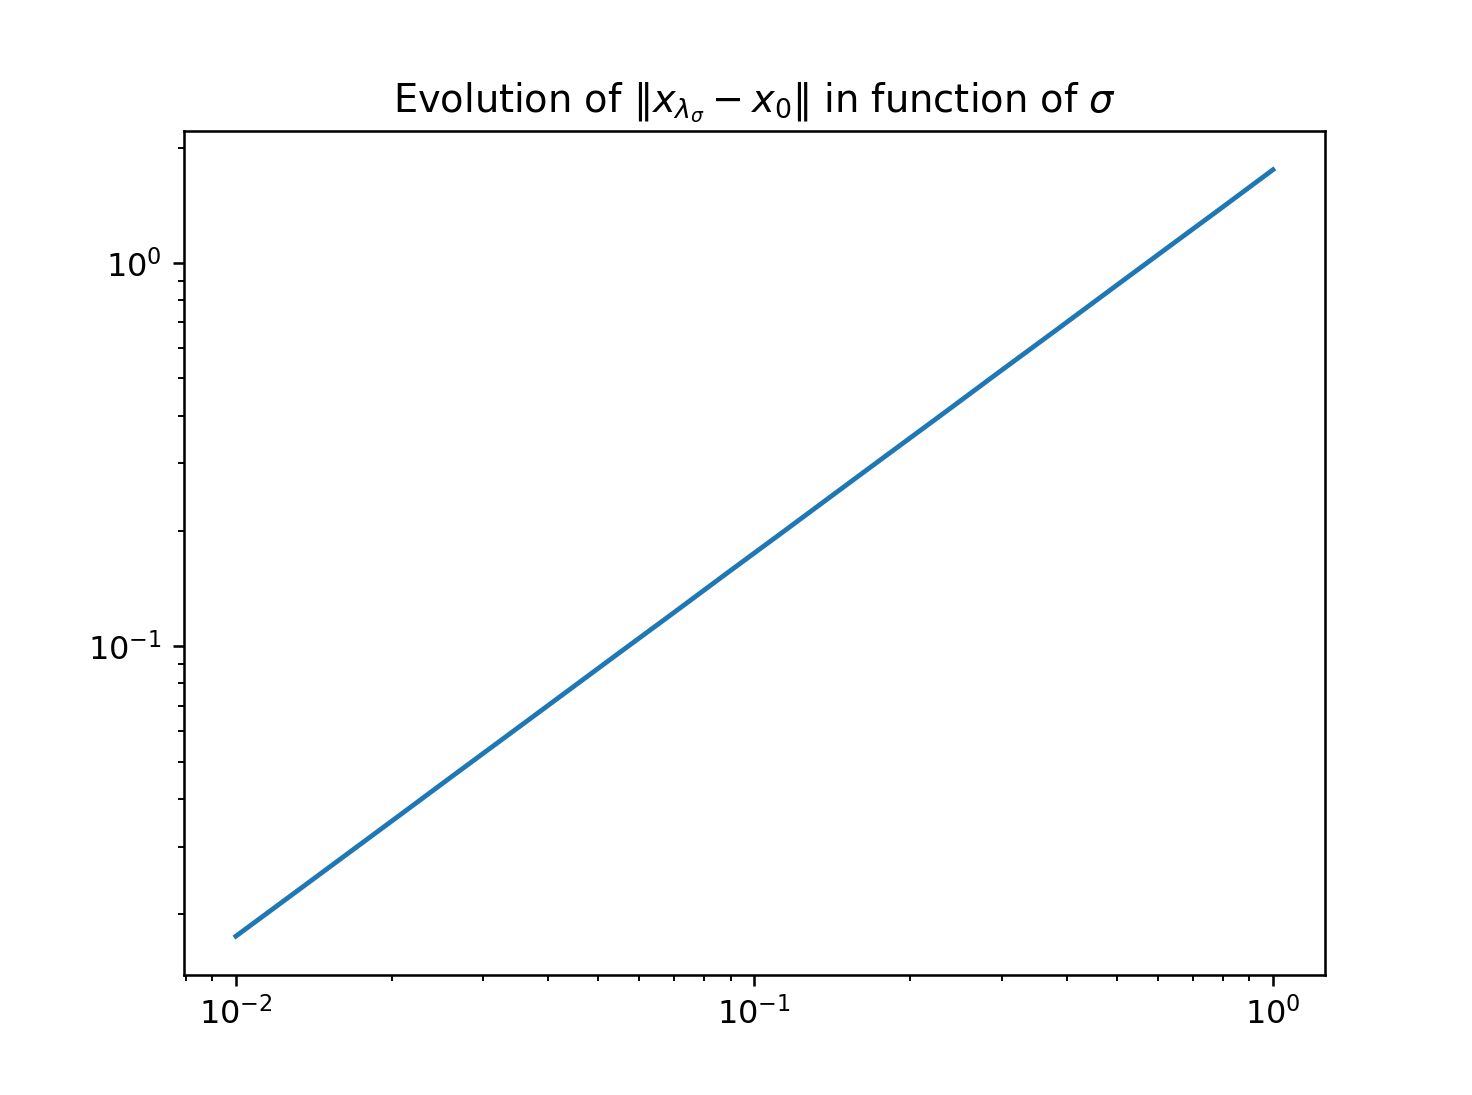 Evolution of ‖x_{λ_σ} − x_0‖ in function of σ
10^0
10^{−1}
10^{−2} 10^{−1} 10^0